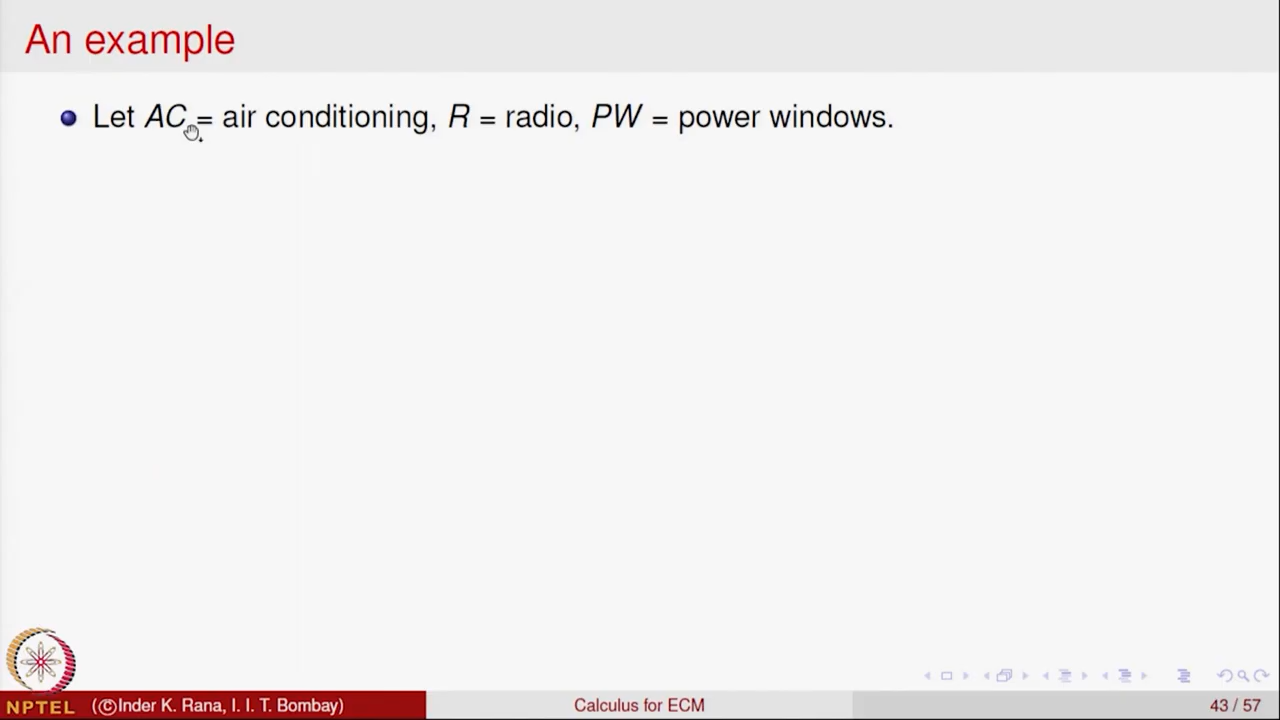 An example
Let AC = air conditioning, R = radio, PW = power windows.
NPTEL
(©Inder K. Rana, I. I. T. Bombay)
Calculus for ECM
43 / 57